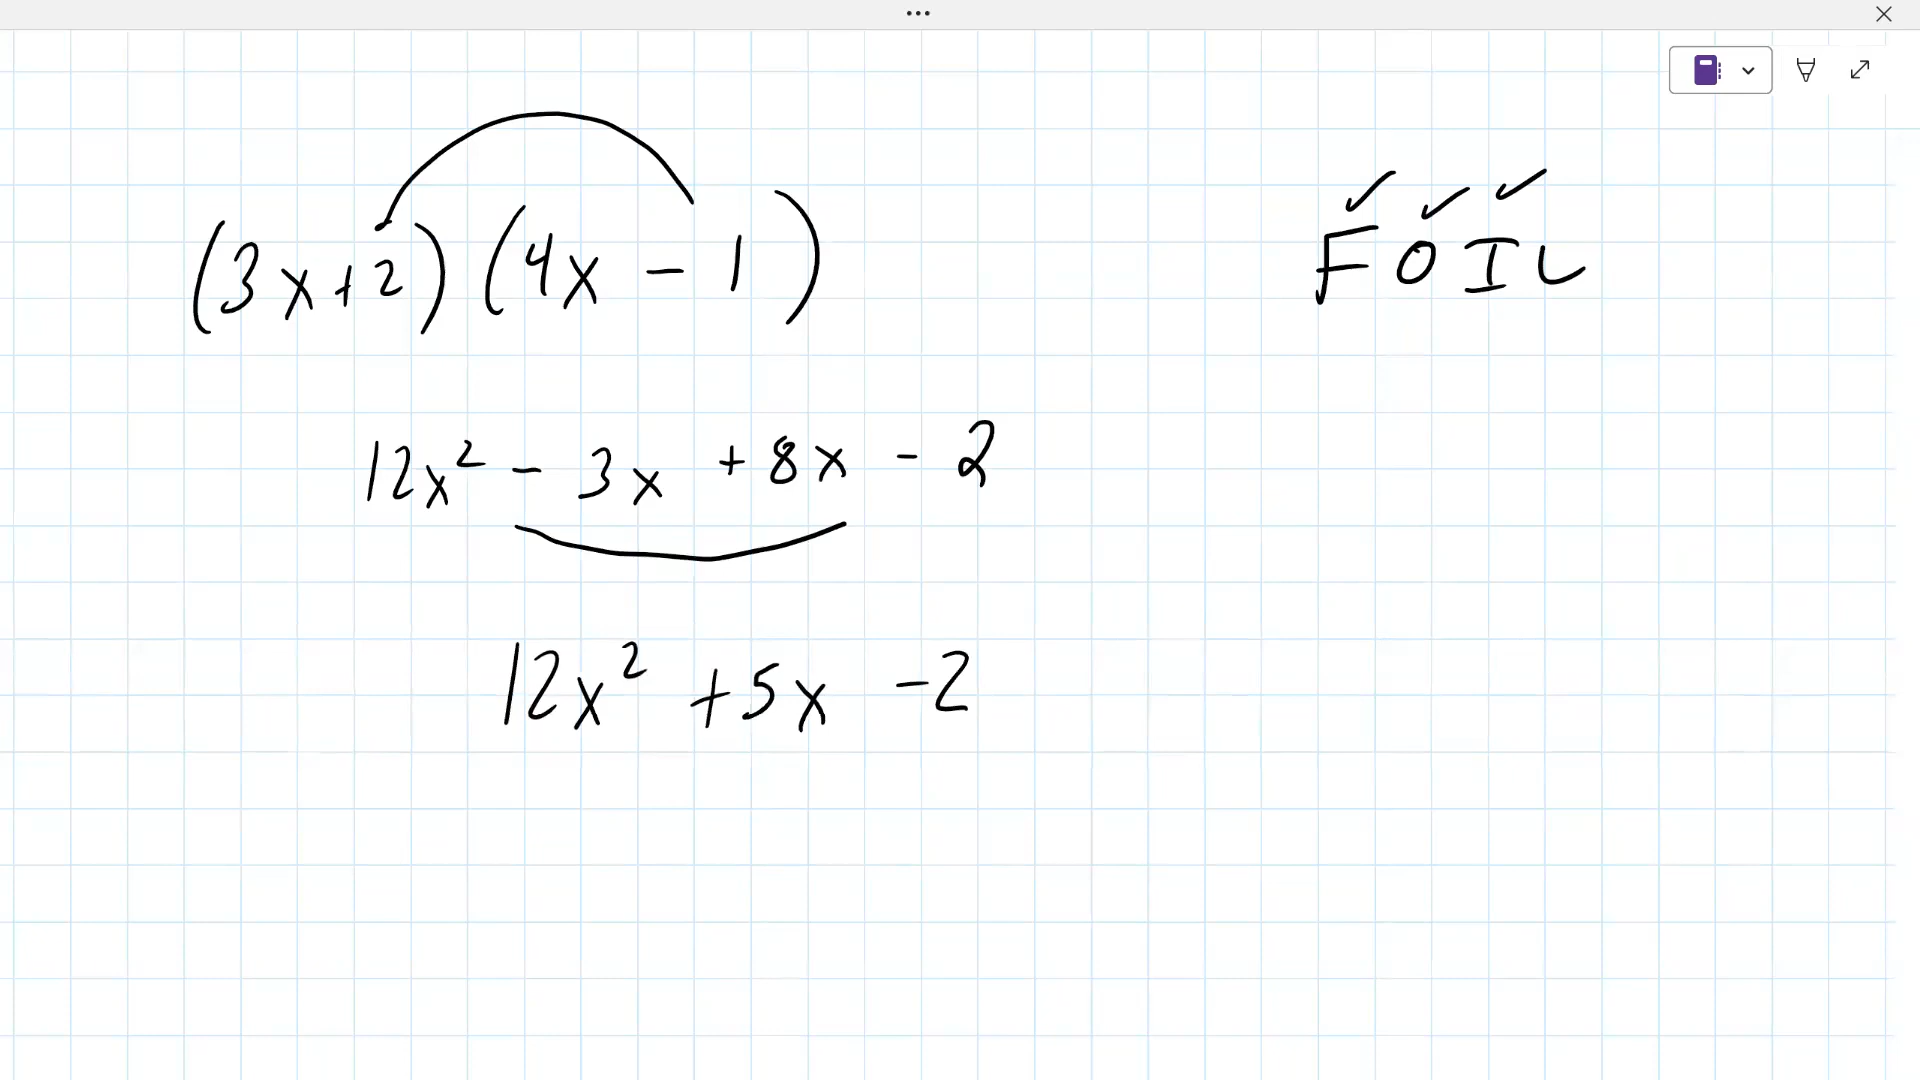 (3x+2)(4x - 1)
FOIL
12x² - 3x + 8x - 2
12x² + 5x - 2